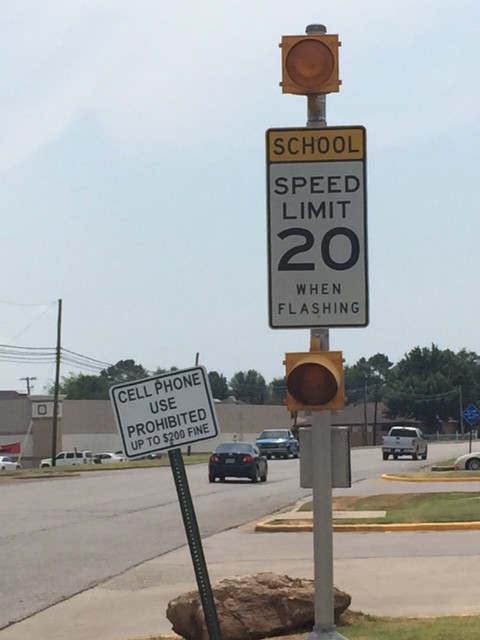 SCHOOL
SPEED
LIMIT
20
WHEN
FLASHING
CELL PHONE
USE
PROHIBITED
UP TO $200 FINE